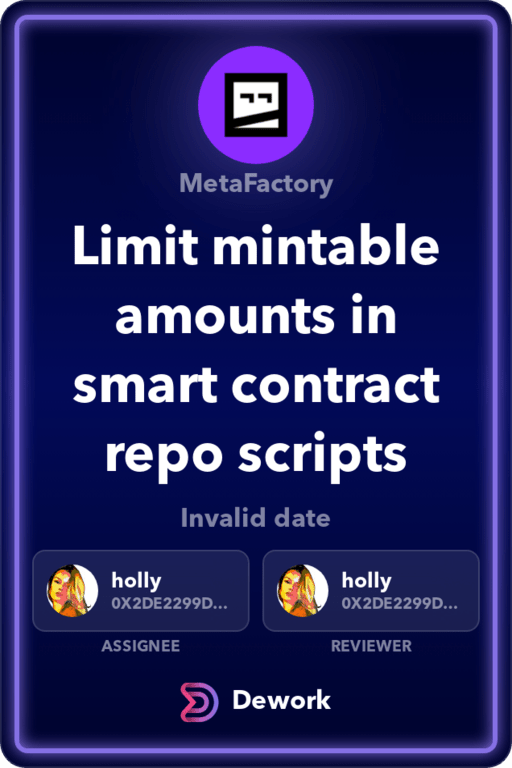 MetaFactory
Limit mintable
amounts in
smart contract
repo scripts
Invalid date
holly
0X2DE2299D...
holly
0X2DE2299D...
ASSIGNEE
REVIEWER
Dework